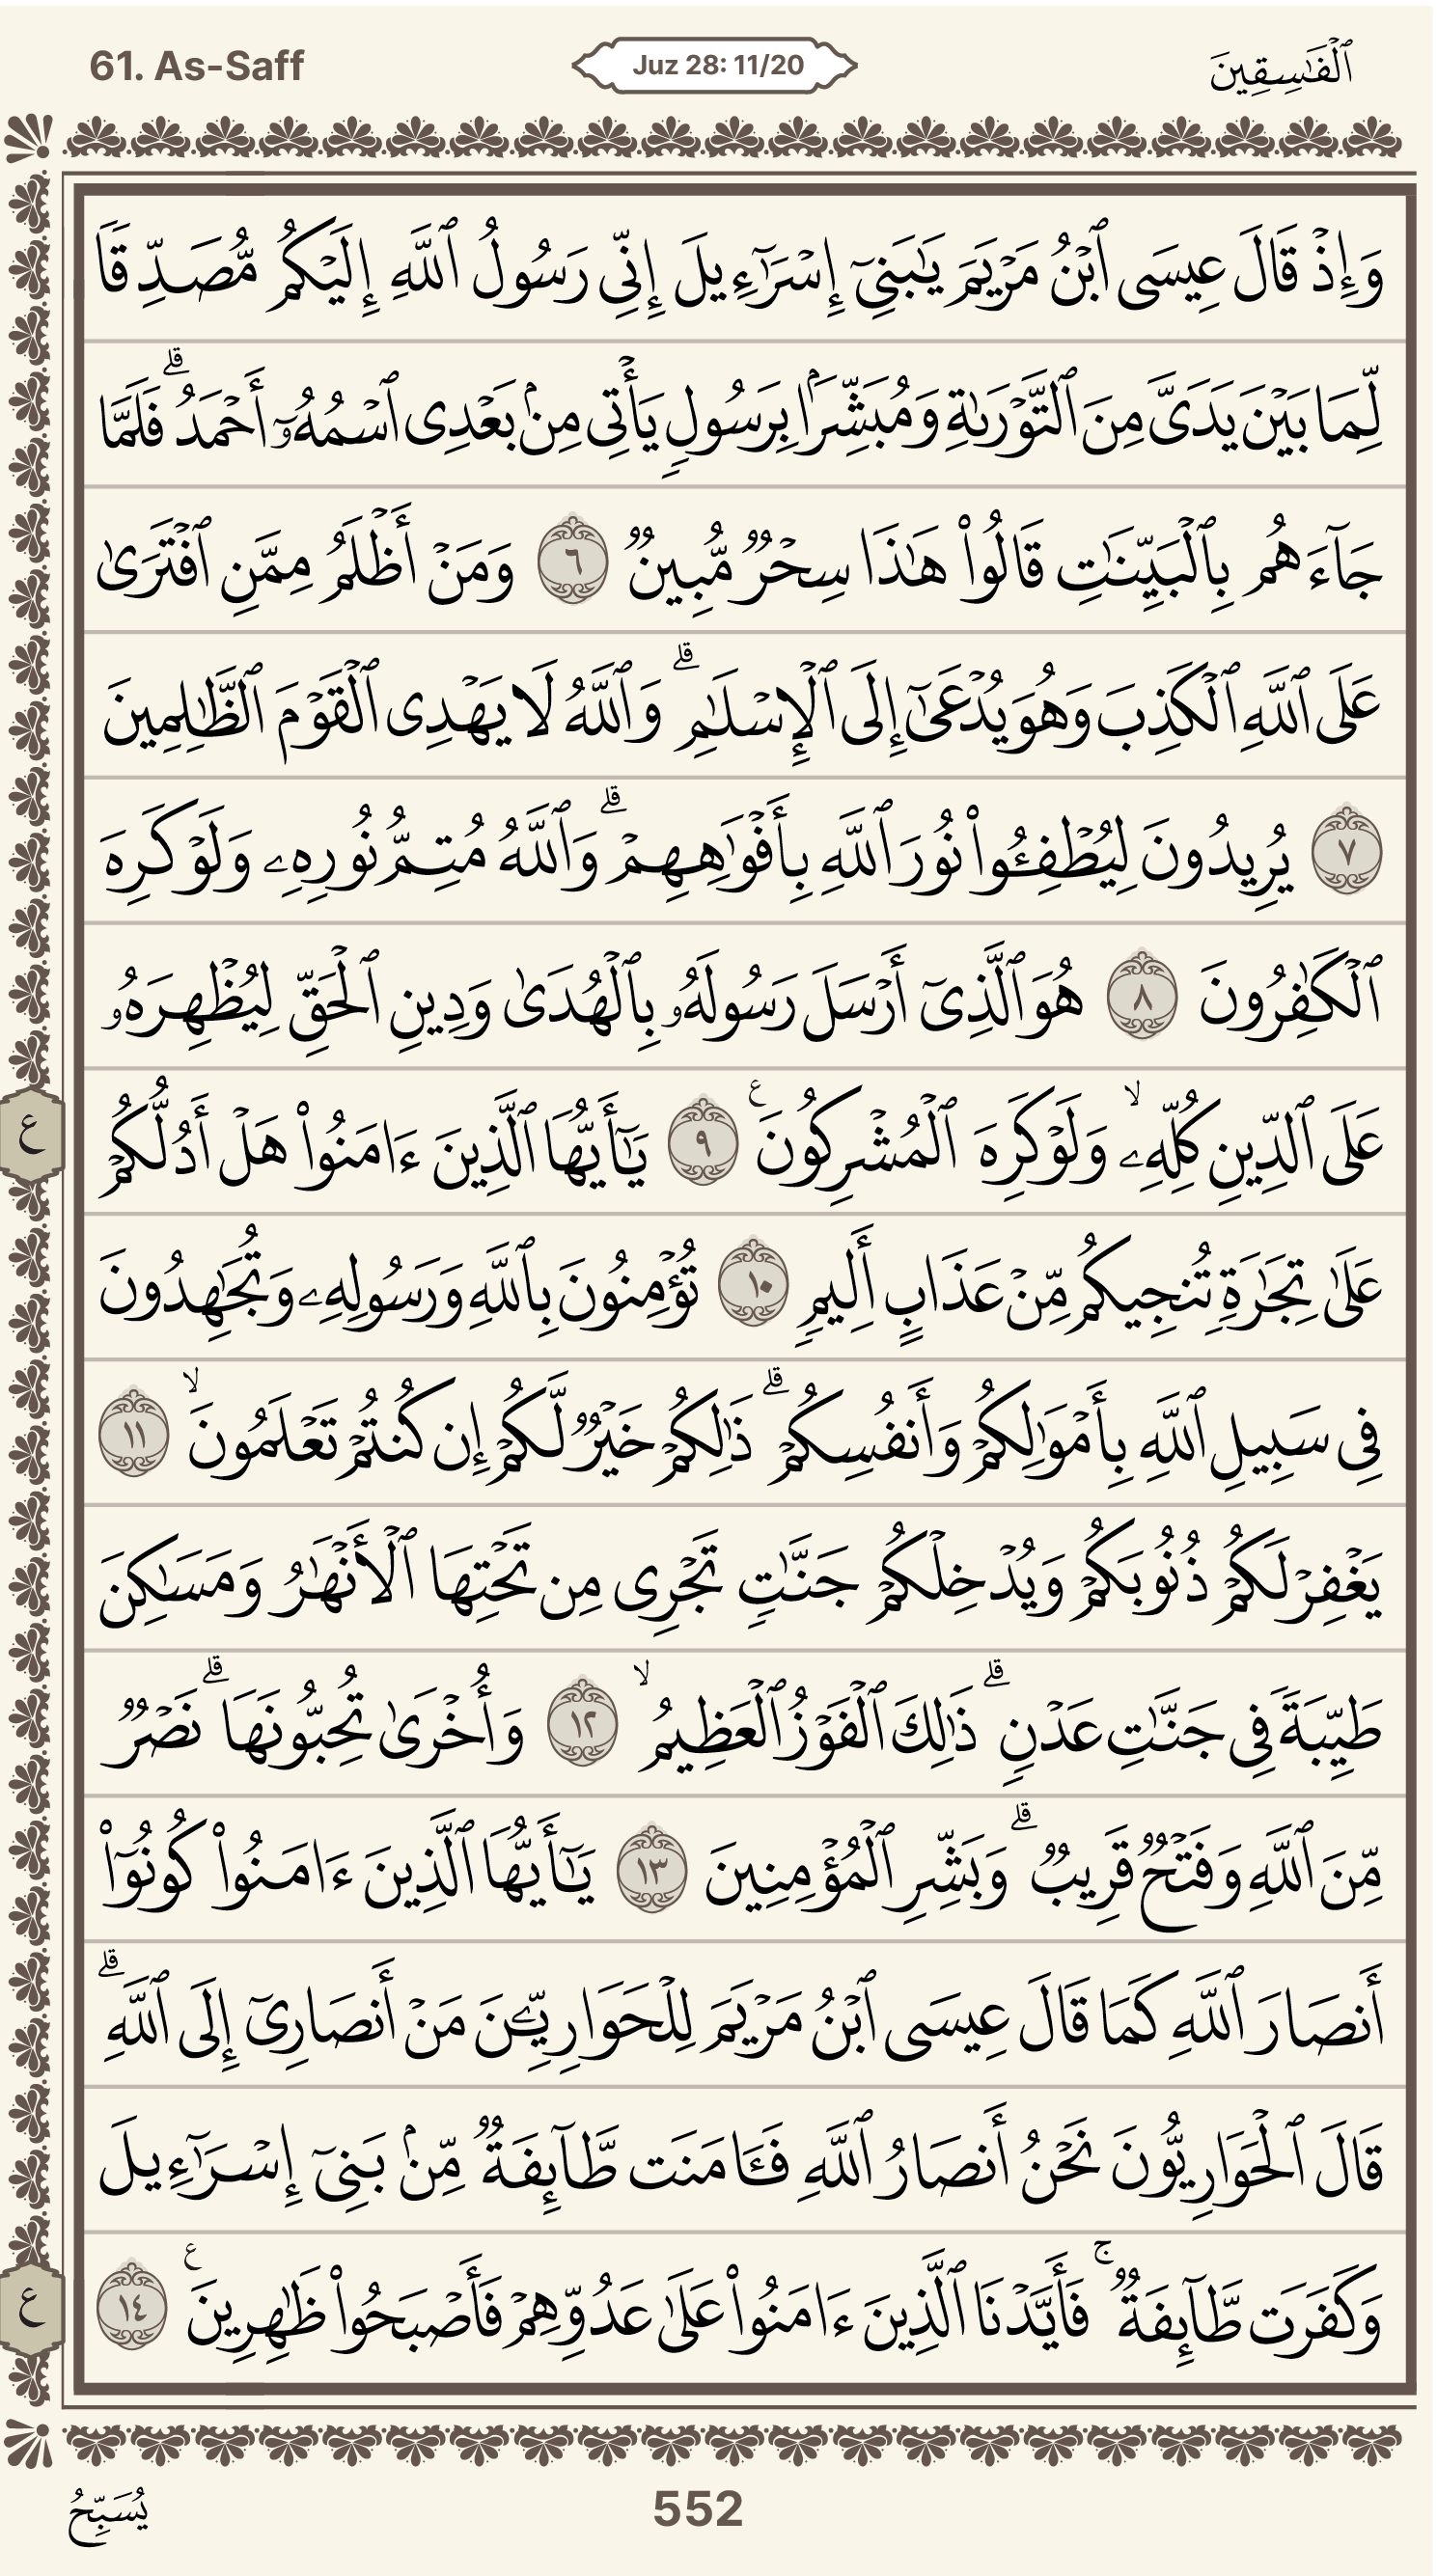 61. As-Saff
Juz 28: 11/20
ٱلۡفَٰسِقِينَ
وَإِذۡ قَالَ عِيسَى ٱبۡنُ مَرۡيَمَ يَٰبَنِيٓ إِسۡرَٰٓءِيلَ إِنِّي رَسُولُ ٱللَّهِ إِلَيۡكُم مُّصَدِّقٗا
لِّمَا بَيۡنَ يَدَيَّ مِنَ ٱلتَّوۡرَىٰةِ وَمُبَشِّرَۢا بِرَسُولٖ يَأۡتِي مِنۢ بَعۡدِي ٱسۡمُهُۥٓ أَحۡمَدُۖ فَلَمَّا
جَآءَهُم بِٱلۡبَيِّنَٰتِ قَالُواْ هَٰذَا سِحۡرٞ مُّبِينٞ ٦ وَمَنۡ أَظۡلَمُ مِمَّنِ ٱفۡتَرَىٰ
عَلَى ٱللَّهِ ٱلۡكَذِبَ وَهُوَ يُدۡعَىٰٓ إِلَى ٱلۡإِسۡلَٰمِۚ وَٱللَّهُ لَا يَهۡدِي ٱلۡقَوۡمَ ٱلظَّٰلِمِينَ
٧ يُرِيدُونَ لِيُطۡفِـُٔواْ نُورَ ٱللَّهِ بِأَفۡوَٰهِهِمۡۖ وَٱللَّهُ مُتِمُّ نُورِهِۦ وَلَوۡ كَرِهَ
ٱلۡكَٰفِرُونَ ٨ هُوَ ٱلَّذِيٓ أَرۡسَلَ رَسُولَهُۥ بِٱلۡهُدَىٰ وَدِينِ ٱلۡحَقِّ لِيُظۡهِرَهُۥ
عَلَى ٱلدِّينِ كُلِّهِۦۙ وَلَوۡ كَرِهَ ٱلۡمُشۡرِكُونَ ٩ يَٰٓأَيُّهَا ٱلَّذِينَ ءَامَنُواْ هَلۡ أَدُلُّكُمۡ
عَلَىٰ تِجَٰرَةٖ تُنجِيكُم مِّنۡ عَذَابٍ أَلِيمٖ ١٠ تُؤۡمِنُونَ بِٱللَّهِ وَرَسُولِهِۦ وَتُجَٰهِدُونَ
فِي سَبِيلِ ٱللَّهِ بِأَمۡوَٰلِكُمۡ وَأَنفُسِكُمۡۖ ذَٰلِكُمۡ خَيۡرٞ لَّكُمۡ إِن كُنتُمۡ تَعۡلَمُونَۙ ١١
يَغۡفِرۡ لَكُمۡ ذُنُوبَكُمۡ وَيُدۡخِلۡكُمۡ جَنَّٰتٖ تَجۡرِي مِن تَحۡتِهَا ٱلۡأَنۡهَٰرُ وَمَسَٰكِنَ
طَيِّبَةٗ فِي جَنَّٰتِ عَدۡنٖۖ ذَٰلِكَ ٱلۡفَوۡزُ ٱلۡعَظِيمُۙ ١٢ وَأُخۡرَىٰ تُحِبُّونَهَاۖ نَصۡرٞ
مِّنَ ٱللَّهِ وَفَتۡحٞ قَرِيبٞۖ وَبَشِّرِ ٱلۡمُؤۡمِنِينَ ١٣ يَٰٓأَيُّهَا ٱلَّذِينَ ءَامَنُواْ كُونُوٓاْ
أَنصَارَ ٱللَّهِ كَمَا قَالَ عِيسَى ٱبۡنُ مَرۡيَمَ لِلۡحَوَارِيِّـۧنَ مَنۡ أَنصَارِيٓ إِلَى ٱللَّهِۖ
قَالَ ٱلۡحَوَارِيُّونَ نَحۡنُ أَنصَارُ ٱللَّهِ فَـَٔامَنَت طَّآئِفَةٞ مِّنۢ بَنِيٓ إِسۡرَٰٓءِيلَ
وَكَفَرَت طَّآئِفَةٞۚ فَأَيَّدۡنَا ٱلَّذِينَ ءَامَنُواْ عَلَىٰ عَدُوِّهِمۡ فَأَصۡبَحُواْ ظَٰهِرِينَ ١٤
ع
ع
يُسَبِّحُ
552